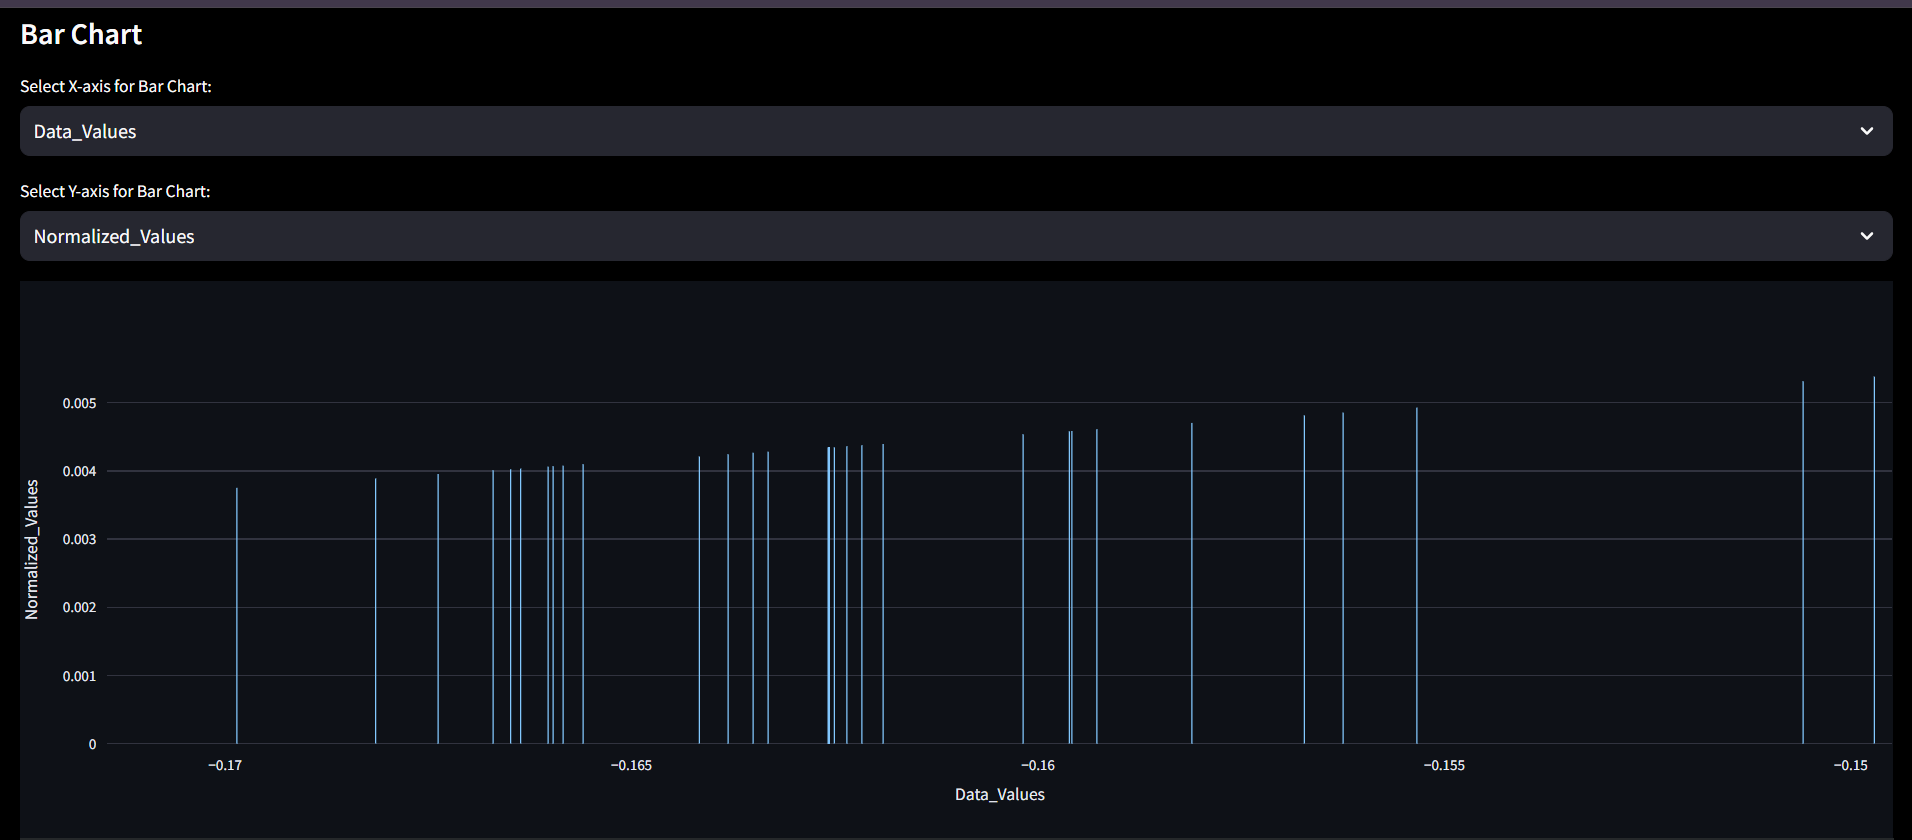 Bar Chart
Select X-axis for Bar Chart:
Data_Values
Select Y-axis for Bar Chart:
Normalized_Values
Normalized_Values
0.005
0.004
0.003
0.002
0.001
0
−0.17 −0.165 −0.16 −0.155 −0.15
Data_Values